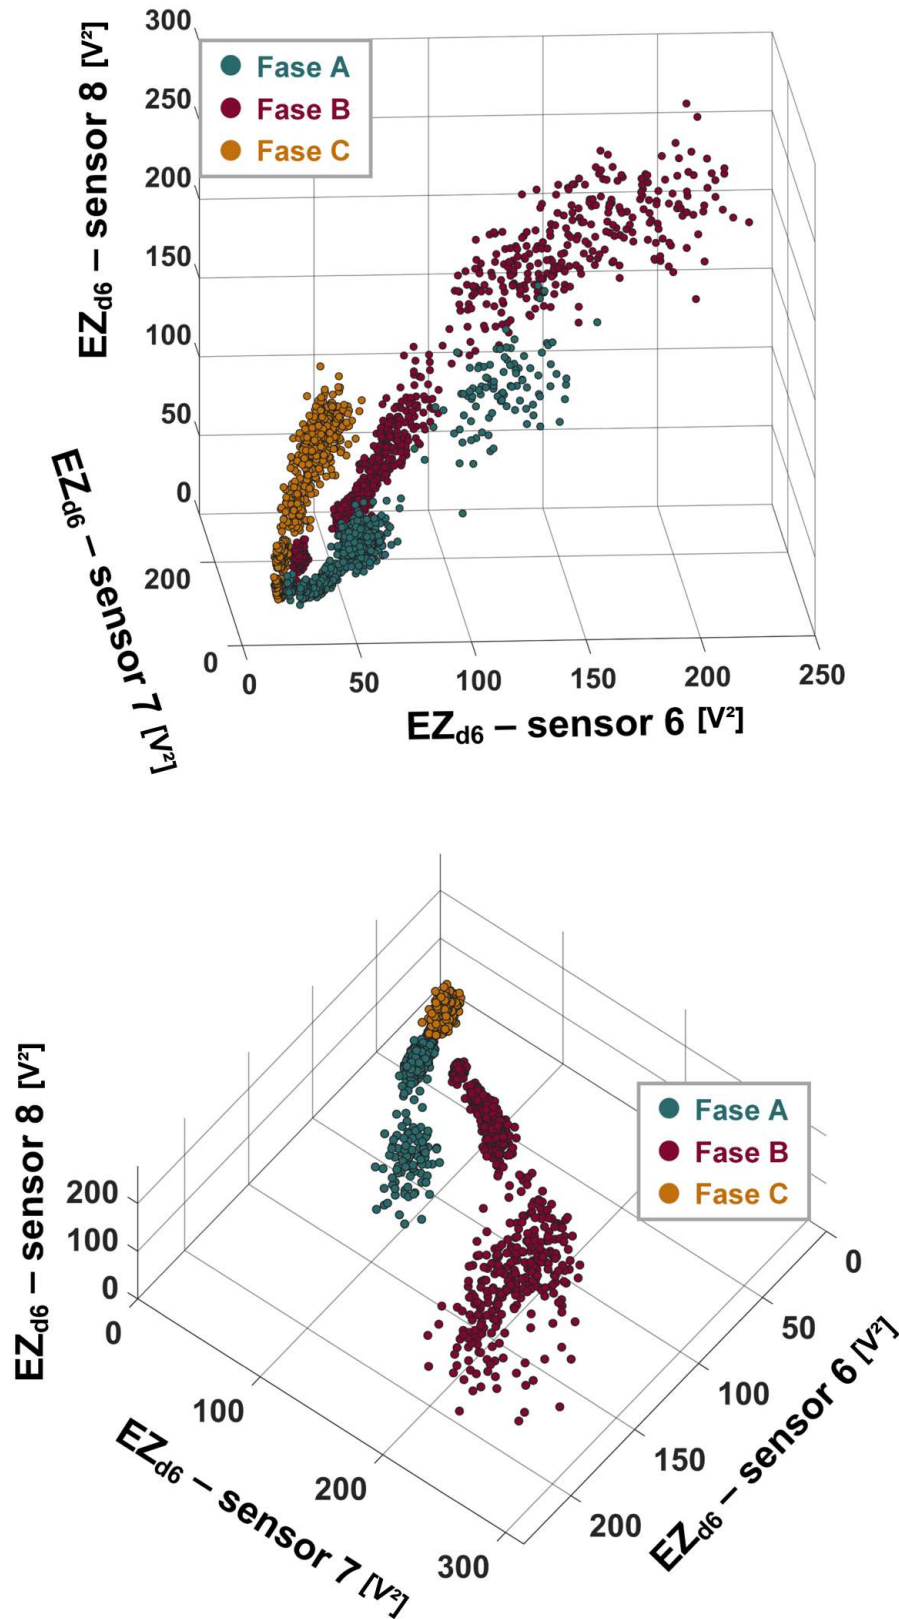 300
250
200
150
100
50
0
EZd6 – sensor 8 [V²]
Fase A
Fase B
Fase C
200
0
EZd6 – sensor 7 [V²]
0
50
100
150
200
250
EZd6 – sensor 6 [V²]
Fase A
Fase B
Fase C
200
100
0
EZd6 – sensor 8 [V²]
0
100
200
300
EZd6 – sensor 7 [V²]
0
50
100
150
200
EZd6 – sensor 6 [V²]